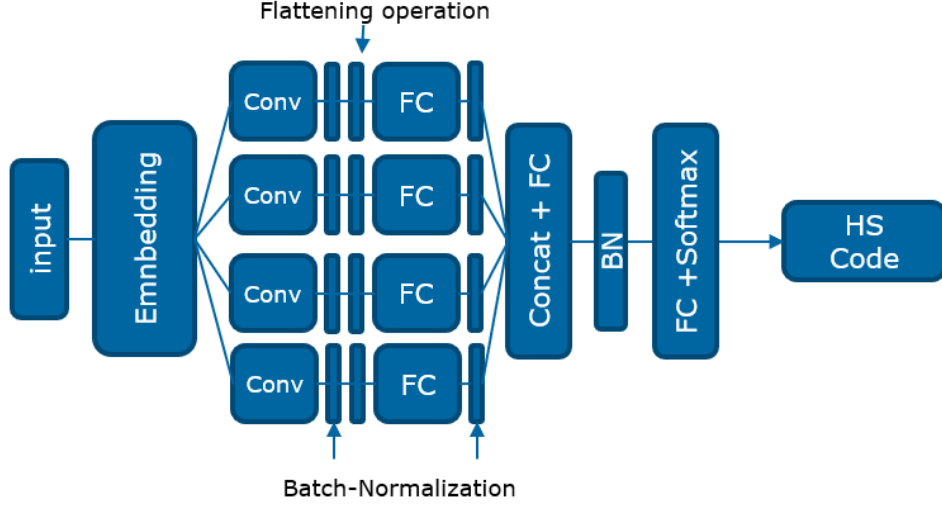 Flattening operation
input
Emnbedding
Conv
FC
Conv
FC
Conv
FC
Conv
FC
Concat + FC
BN
FC +Softmax
HS
Code
Batch-Normalization